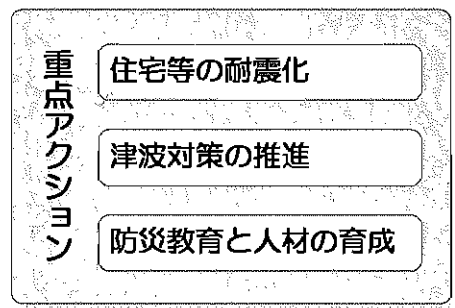 重点アクション
住宅等の耐震化
津波対策の推進
防災教育と人材の育成